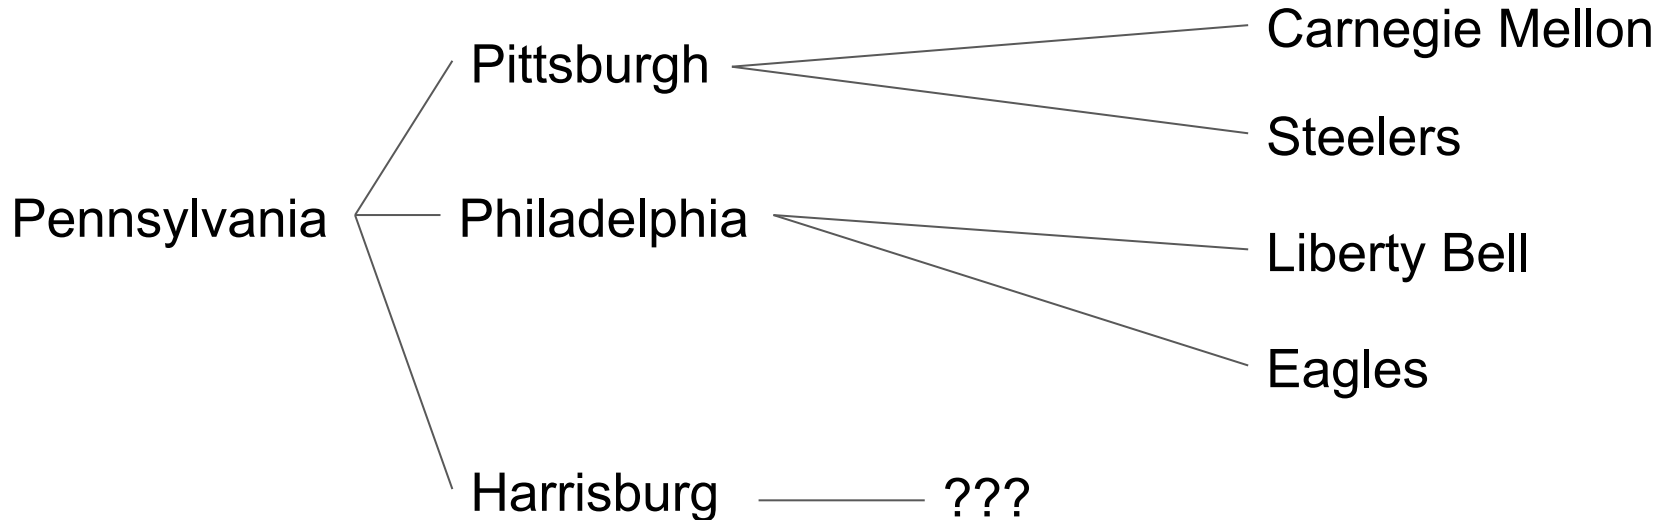 Pennsylvania
Pittsburgh
Carnegie Mellon
Steelers
Philadelphia
Liberty Bell
Eagles
Harrisburg
???